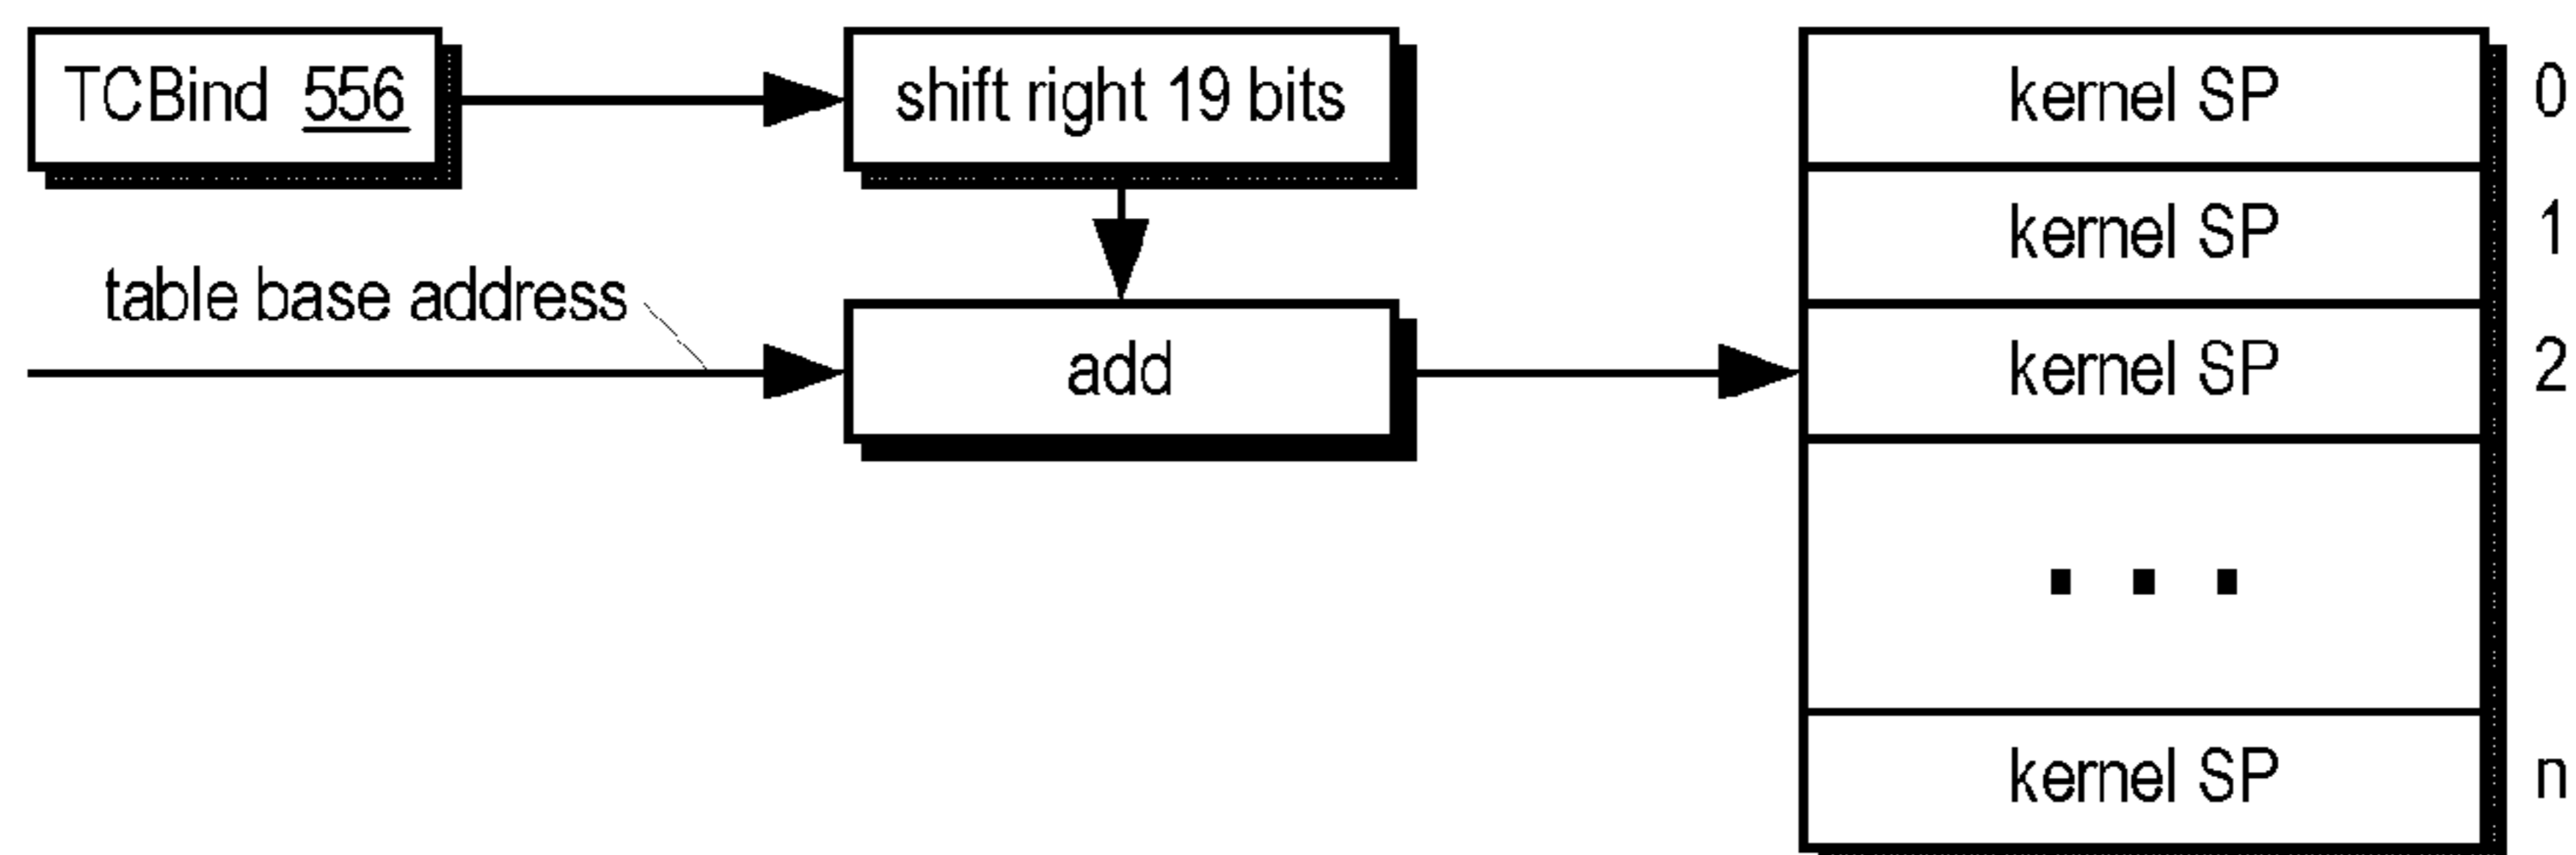 TCBind 556
shift right 19 bits
kernel SP 0
kernel SP 1
table base address
add
kernel SP 2
. . .
kernel SP n